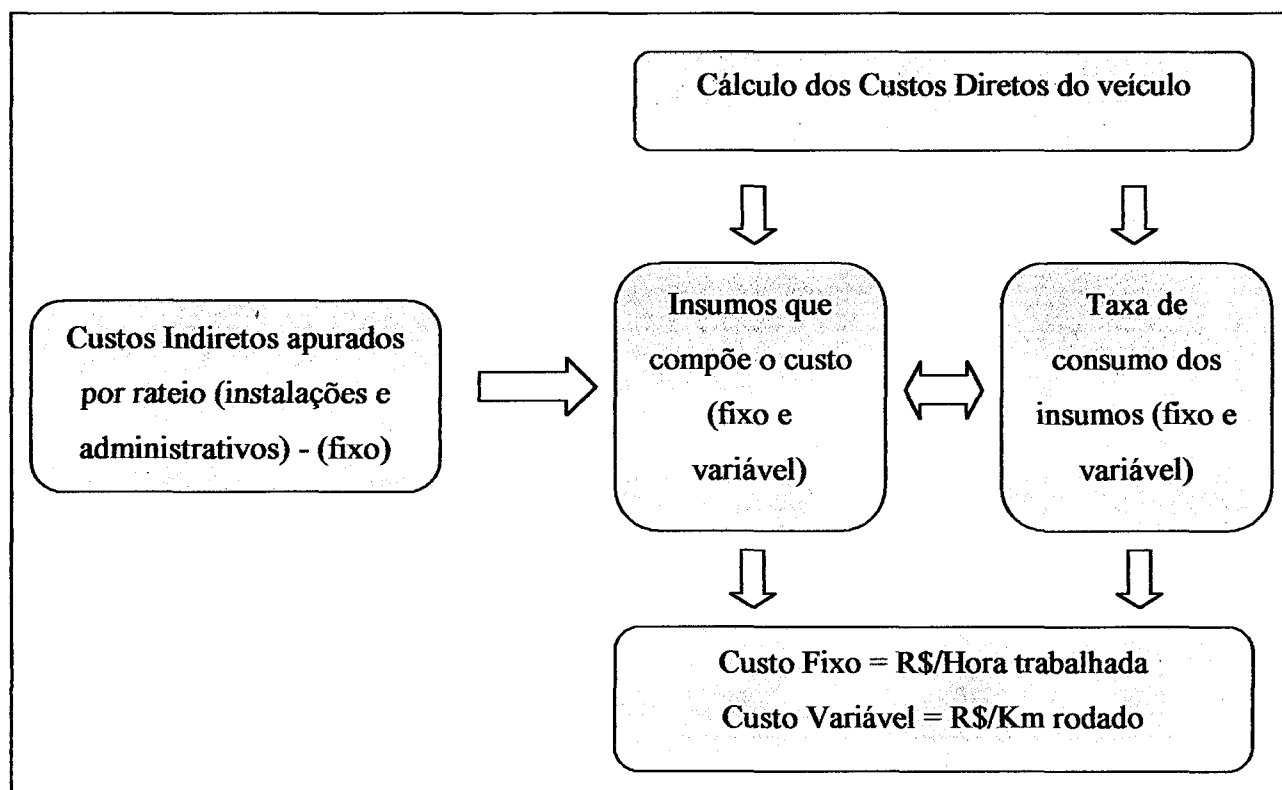 Cálculo dos Custos Diretos do veículo
Custos Indiretos apurados
por rateio (instalações e
administrativos) - (fixo)
Insumos que
compõe o custo
(fixo e
variável)
Taxa de
consumo dos
insumos (fixo e
variável)
Custo Fixo = R$/Hora trabalhada
Custo Variável = R$/Km rodado